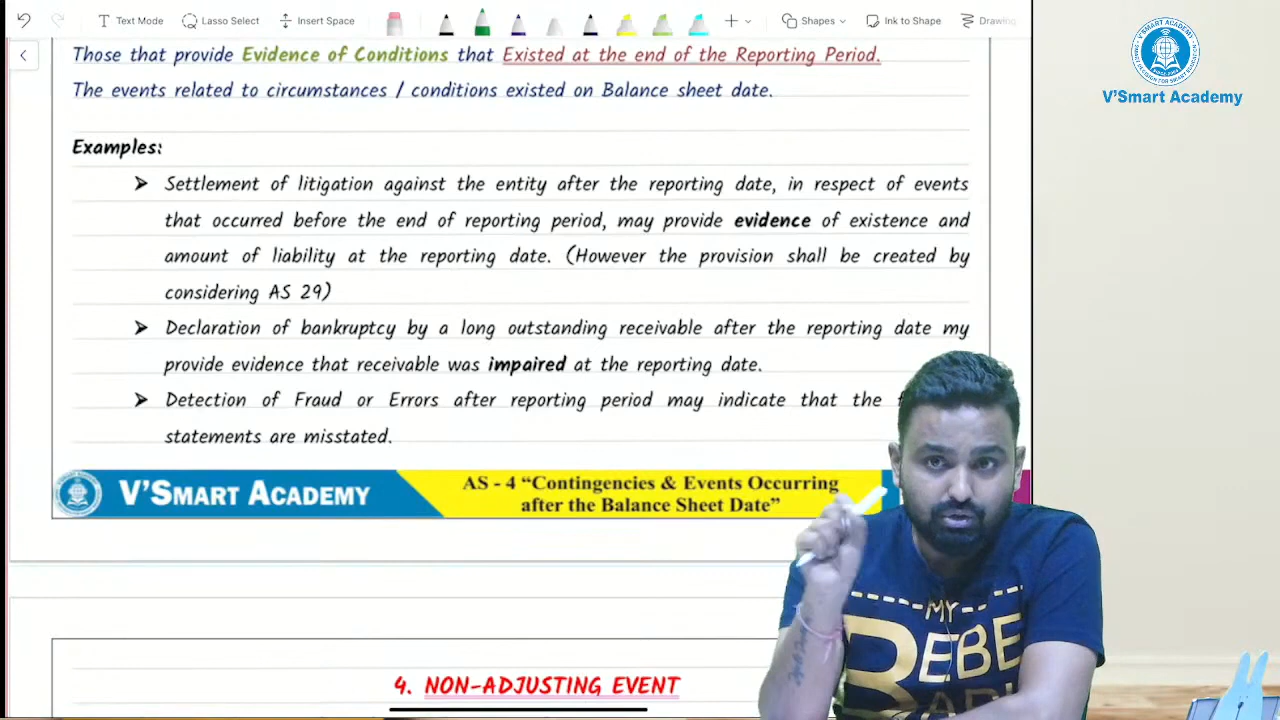 Text Mode
Lasso Select
Insert Space
Shapes
Ink to Shape
Drawing
V'Smart Academy
Those that provide Evidence of Conditions that Existed at the end of the Reporting Period.
The events related to circumstances / conditions existed on Balance sheet date.
Examples:
➤ Settlement of litigation against the entity after the reporting date, in respect of events
that occurred before the end of reporting period, may provide evidence of existence and
amount of liability at the reporting date. (However the provision shall be created by
considering AS 29)
➤ Declaration of bankruptcy by a long outstanding receivable after the reporting date my
provide evidence that receivable was impaired at the reporting date.
➤ Detection of Fraud or Errors after reporting period may indicate that the
statements are misstated.
V'SMART ACADEMY
AS - 4 “Contingencies & Events Occurring
after the Balance Sheet Date”
4. NON-ADJUSTING EVENT
MY
BEBE